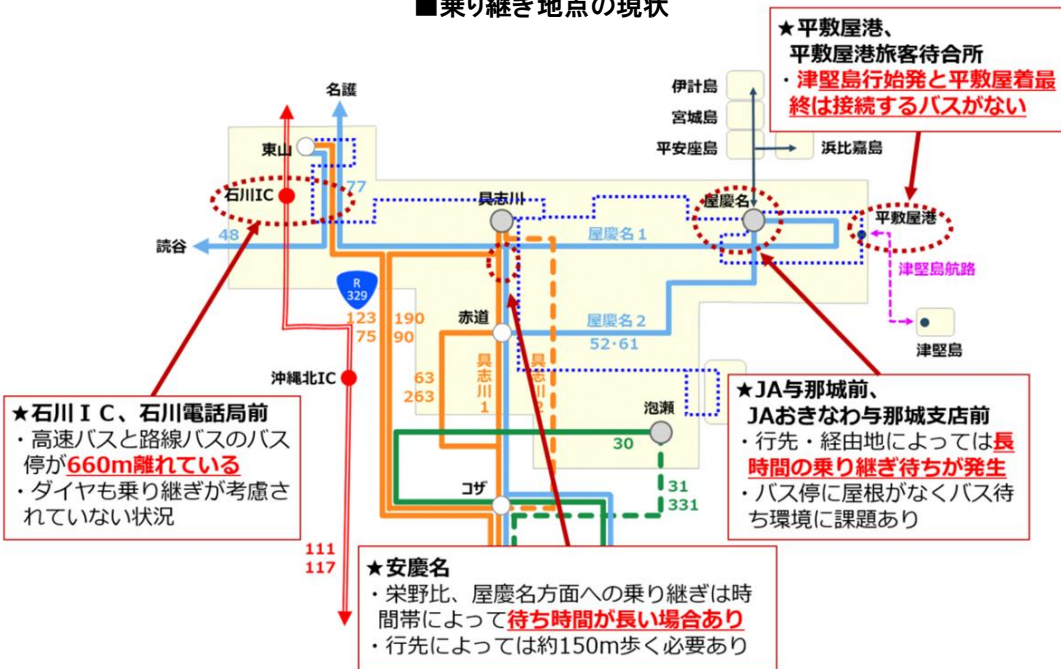 ■乗り継ぎ地点の現状
★平敷屋港、
平敷屋港旅客待合所
・津堅島行始発と平敷屋着最
終は接続するバスがない
伊計島
宮城島
平安座島
浜比嘉島
名護
東山
石川IC
77
具志川
屋慶名
平敷屋港
読谷
48
屋慶名1
津堅島航路
R
329
123
75
190
90
赤道
屋慶名2
52・61
津堅島
沖縄北IC
63
263
具志川1
具志川2
泡瀬
30
★石川IC、石川電話局前
・高速バスと路線バスのバス
停が660m離れている
・ダイヤも乗り継ぎが考慮さ
れていない状況
★JA与那城前、
JAおきなわ与那城支店前
・行先・経由地によっては長
時間の乗り継ぎ待ちが発生
・バス停に屋根がなくバス待
ち環境に課題あり
コザ
31
331
111
117
★安慶名
・栄野比、屋慶名方面への乗り継ぎは時
間帯によって待ち時間が長い場合あり
・行先によっては約150m歩く必要あり